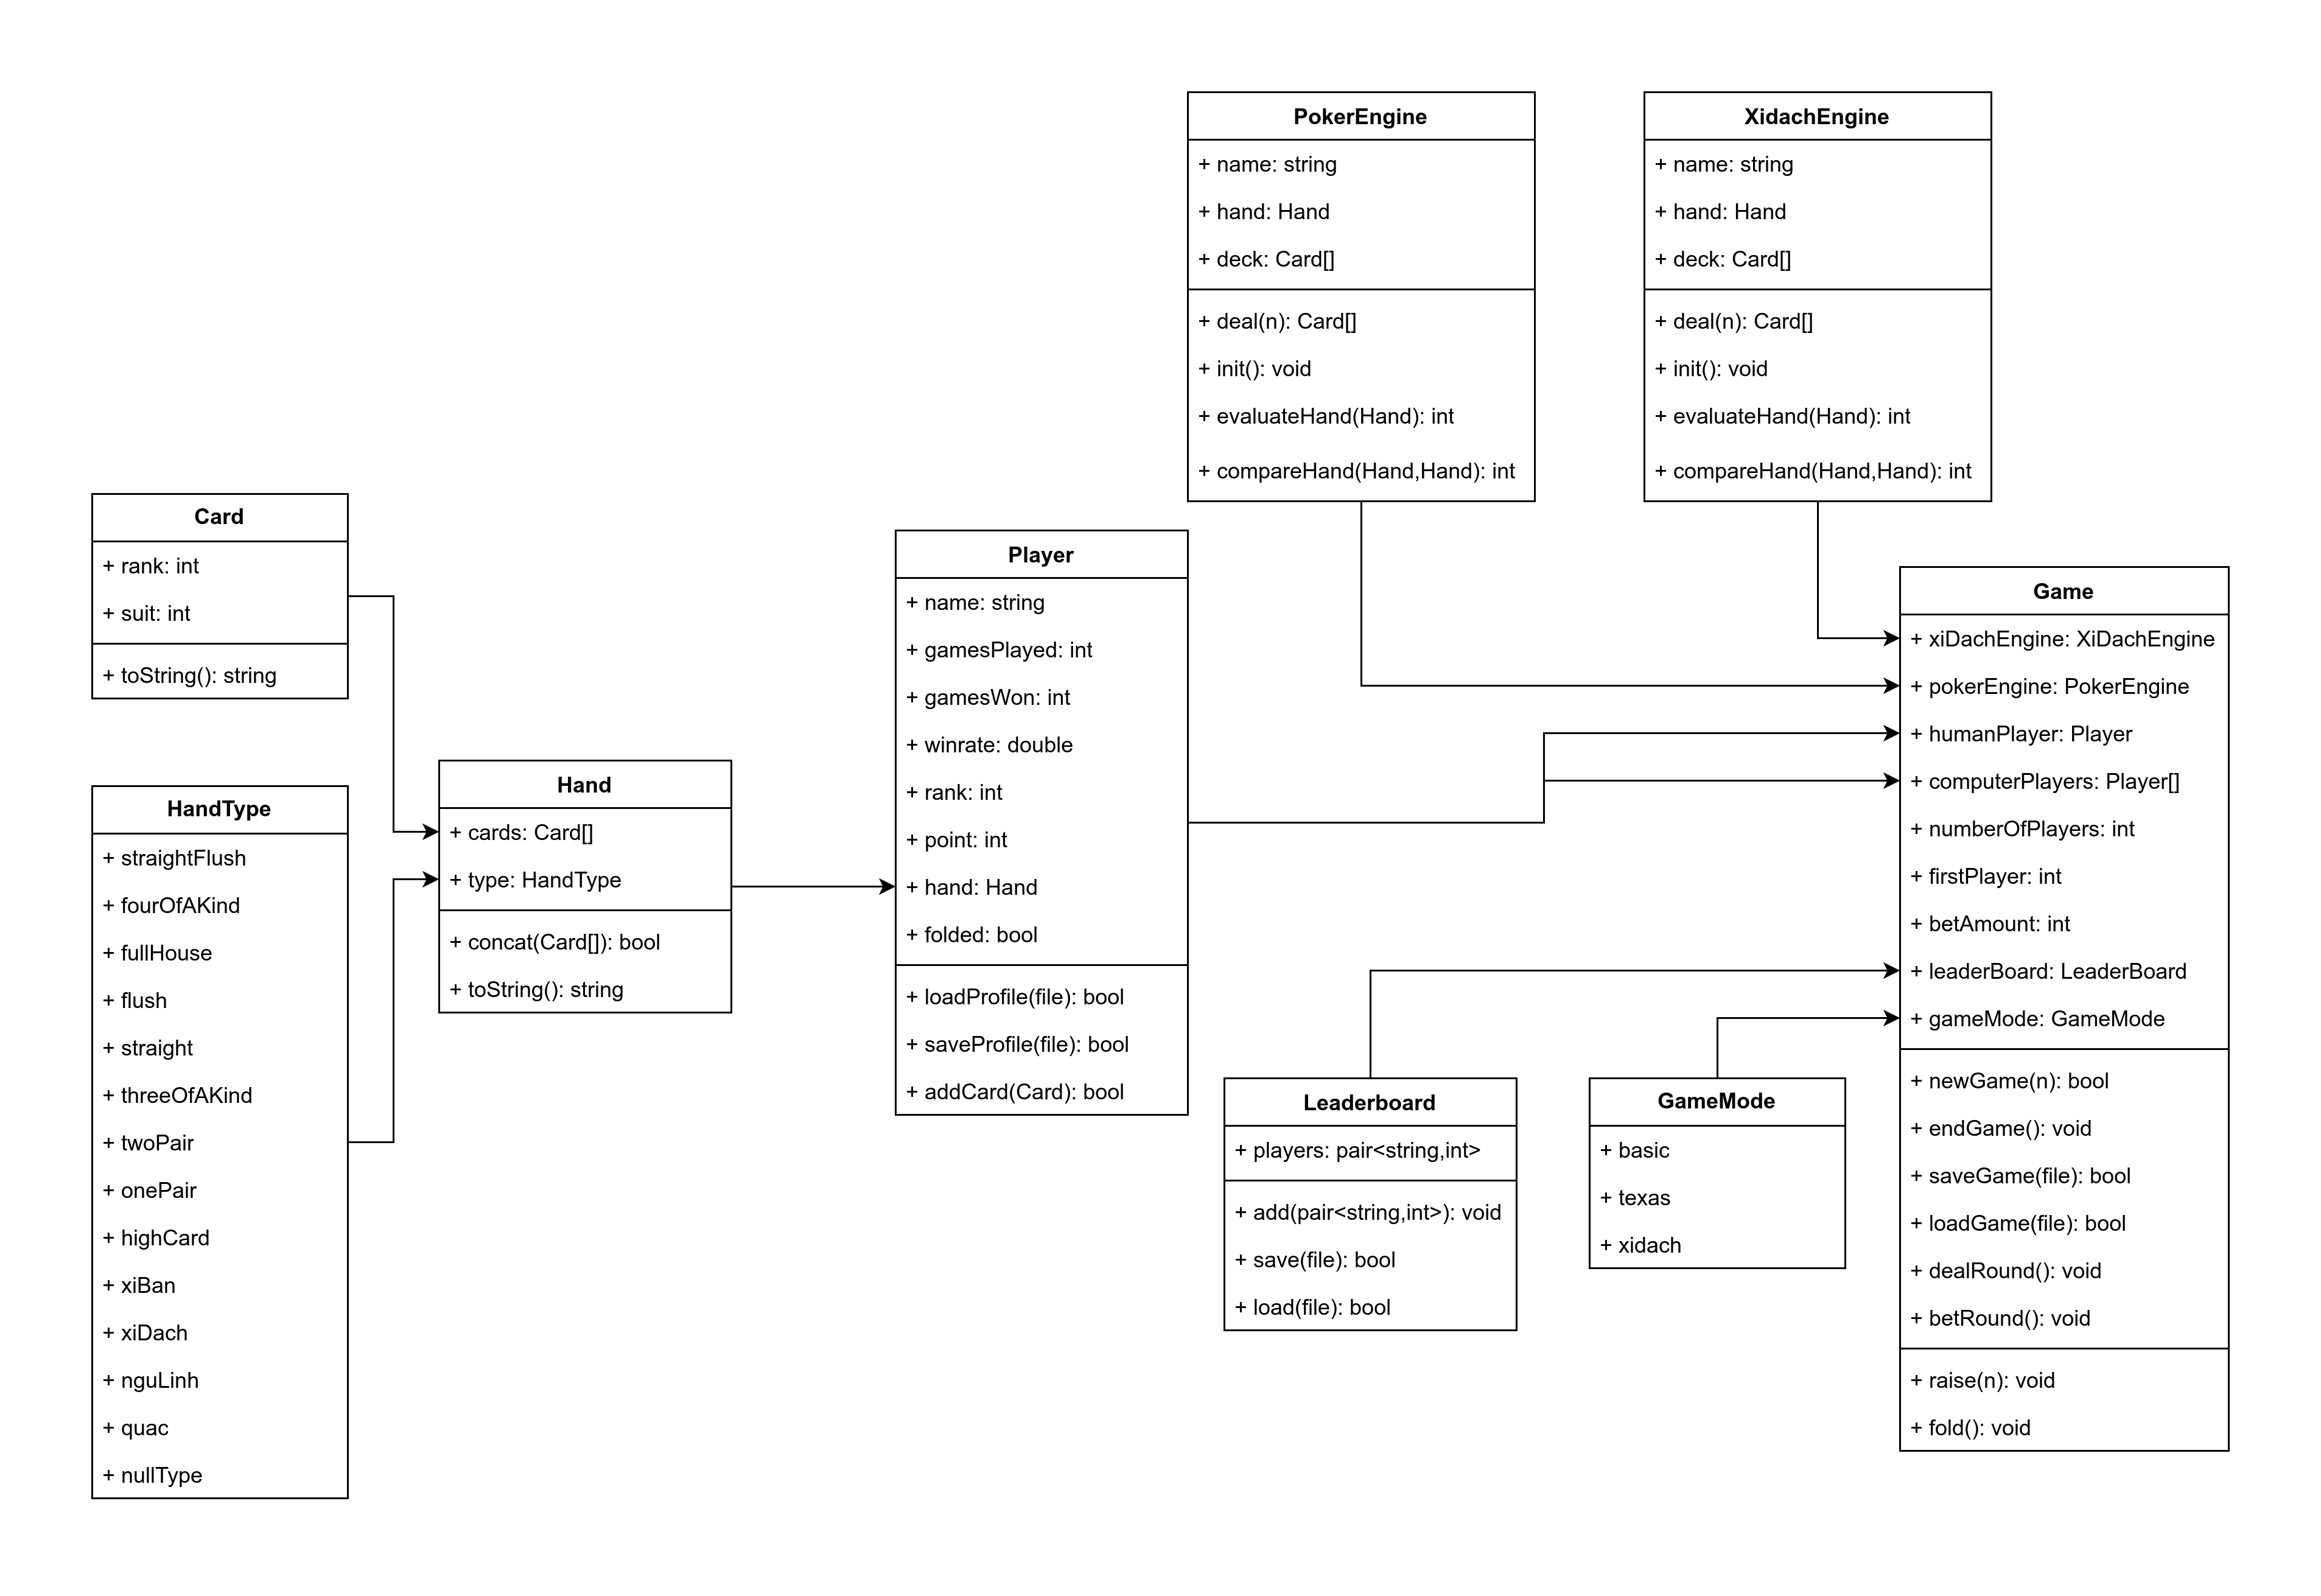 PokerEngine
+ name: string
+ hand: Hand
+ deck: Card[]
+ deal(n): Card[]
+ init(): void
+ evaluateHand(Hand): int
+ compareHand(Hand,Hand): int
XidachEngine
+ name: string
+ hand: Hand
+ deck: Card[]
+ deal(n): Card[]
+ init(): void
+ evaluateHand(Hand): int
+ compareHand(Hand,Hand): int
Card
+ rank: int
+ suit: int
+ toString(): string
HandType
+ straightFlush
+ fourOfAKind
+ fullHouse
+ flush
+ straight
+ threeOfAKind
+ twoPair
+ onePair
+ highCard
+ xiBan
+ xiDach
+ nguLinh
+ quac
+ nullType
Hand
+ cards: Card[]
+ type: HandType
+ concat(Card[]): bool
+ toString(): string
Player
+ name: string
+ gamesPlayed: int
+ gamesWon: int
+ winrate: double
+ rank: int
+ point: int
+ hand: Hand
+ folded: bool
+ loadProfile(file): bool
+ saveProfile(file): bool
+ addCard(Card): bool
Leaderboard
+ players: pair<string,int>
+ add(pair<string,int>): void
+ save(file): bool
+ load(file): bool
GameMode
+ basic
+ texas
+ xidach
Game
+ xiDachEngine: XiDachEngine
+ pokerEngine: PokerEngine
+ humanPlayer: Player
+ computerPlayers: Player[]
+ numberOfPlayers: int
+ firstPlayer: int
+ betAmount: int
+ leaderBoard: LeaderBoard
+ gameMode: GameMode
+ newGame(n): bool
+ endGame(): void
+ saveGame(file): bool
+ loadGame(file): bool
+ dealRound(): void
+ betRound(): void
+ raise(n): void
+ fold(): void